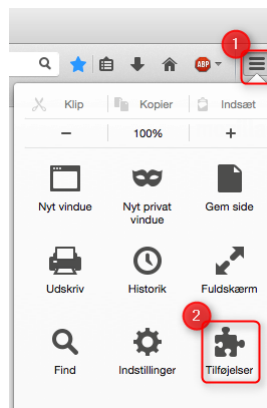 1
ABP
Klip Kopier Indsæt
− 100% +
Nyt vindue Nyt privat vindue Gem side
Udskriv Historik Fuldskærm
2
Find Indstillinger Tilføjelser